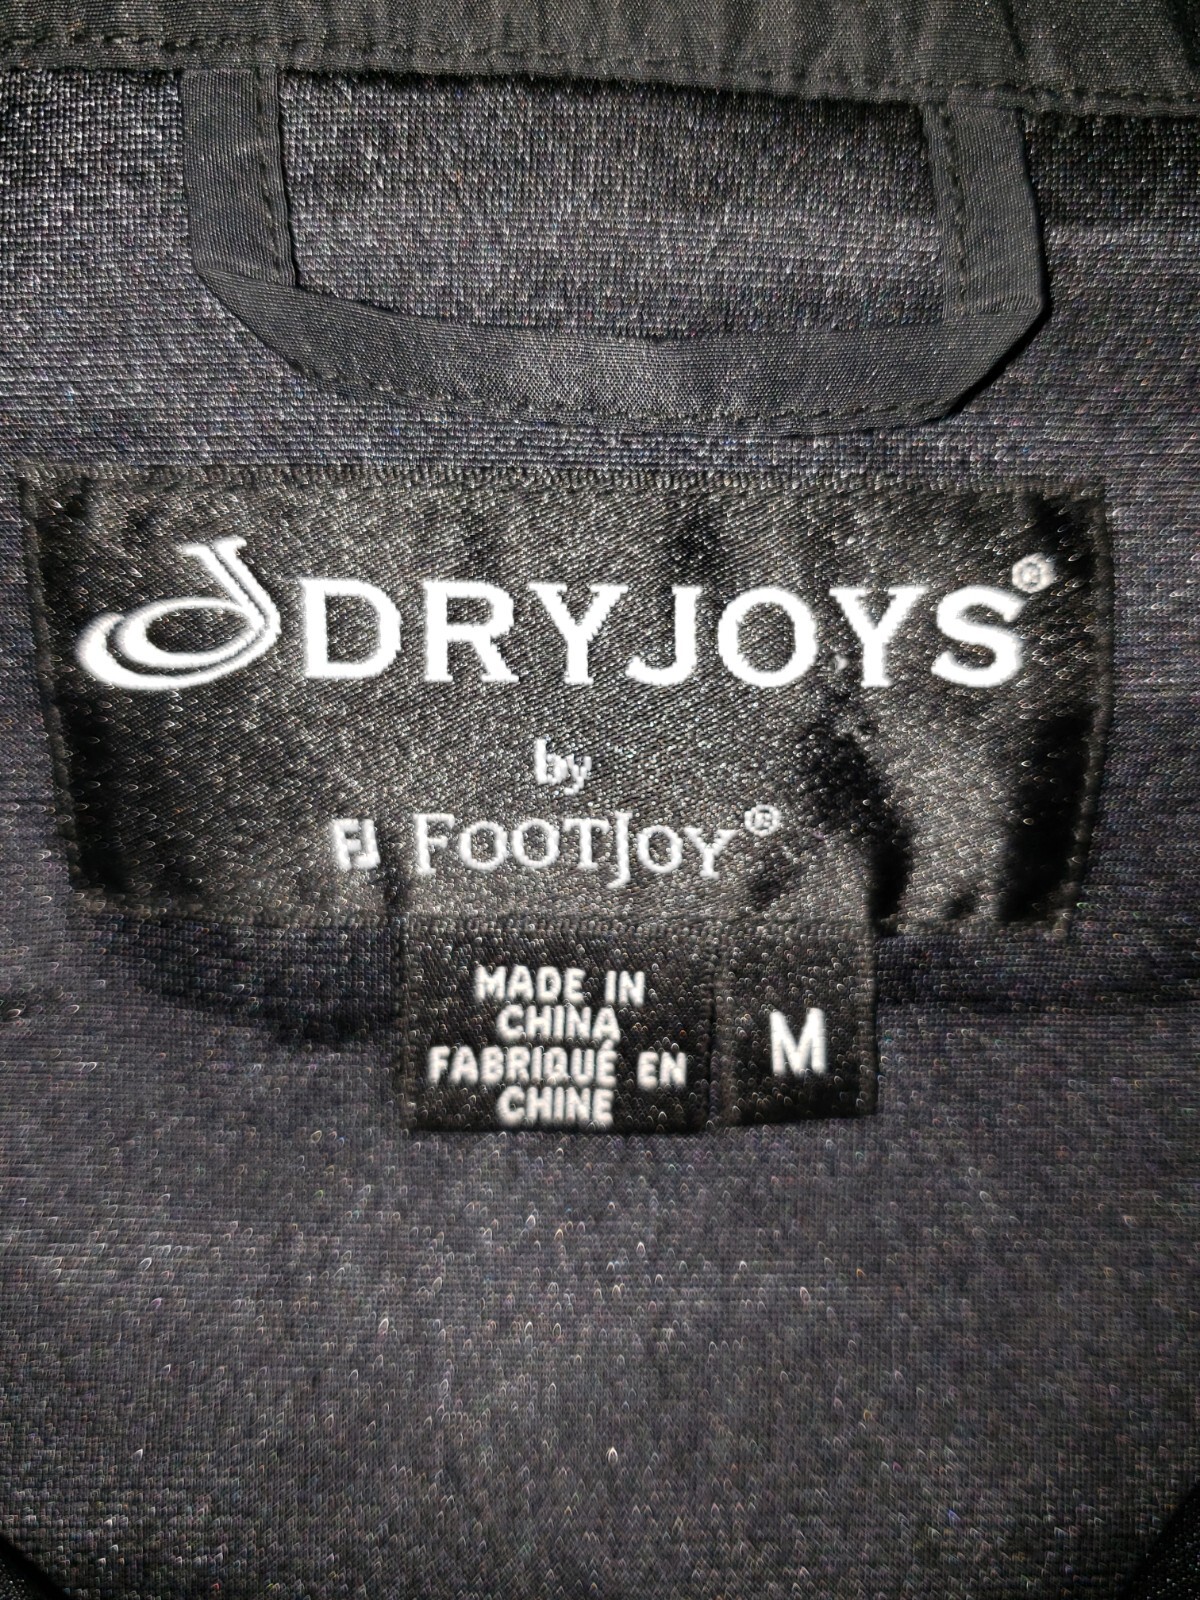 DRYJOYS®
by
FJ FOOTJOY®
MADE IN
CHINA
FABRIQUÉ EN
CHINE
M